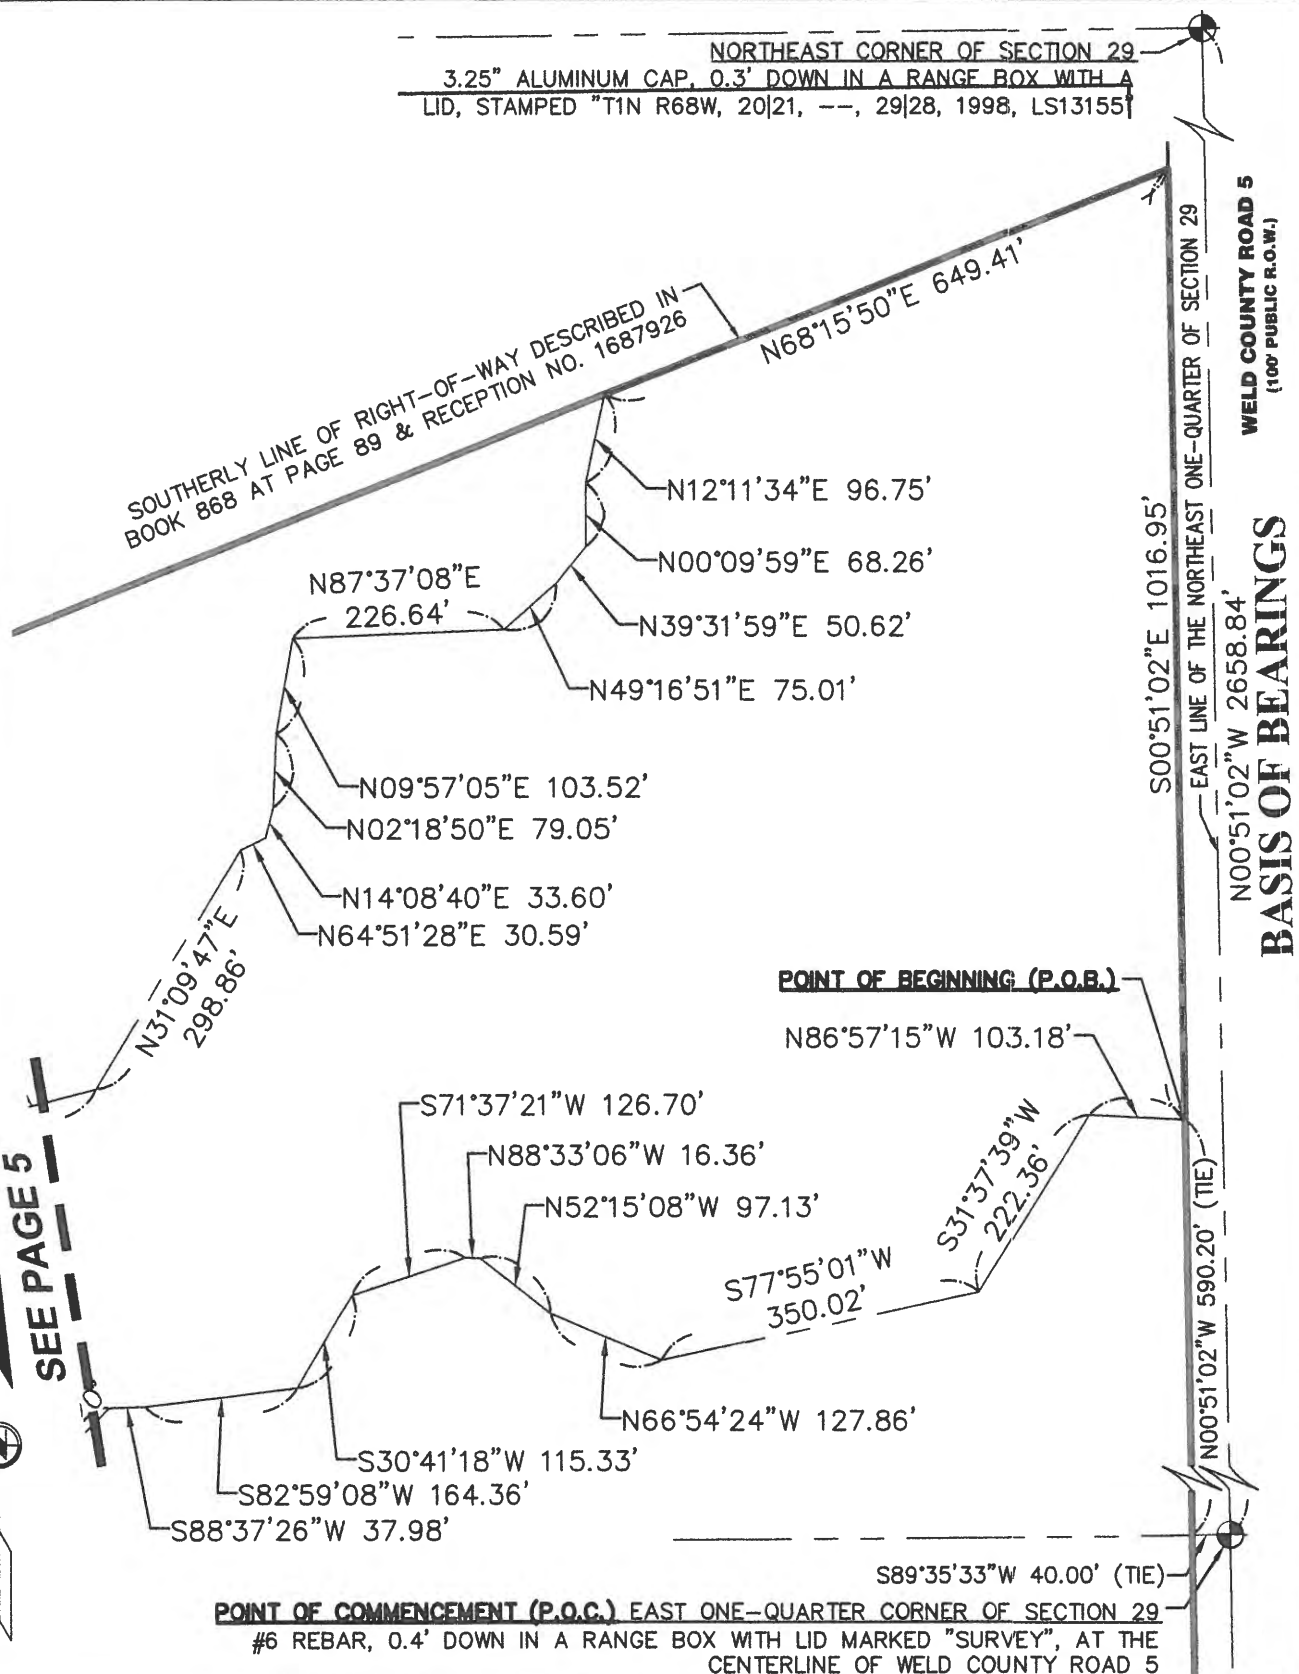 NORTHEAST CORNER OF SECTION 29
3.25" ALUMINUM CAP, 0.3' DOWN IN A RANGE BOX WITH A
LID, STAMPED "T1N R68W, 20|21, --, 29|28, 1998, LS13155"
WELD COUNTY ROAD 5
(100' PUBLIC R.O.W.)
N68°15'50"E 649.41'
SOUTHERLY LINE OF RIGHT-OF-WAY DESCRIBED IN
BOOK 868 AT PAGE 89 & RECEPTION NO. 1687926
EAST LINE OF THE NORTHEAST ONE-QUARTER OF SECTION 29
N00°51'02"W 2658.84'
BASIS OF BEARINGS
S00°51'02"E 1016.95'
N12°11'34"E 96.75'
N00°09'59"E 68.26'
N87°37'08"E
226.64'
N39°31'59"E 50.62'
N49°16'51"E 75.01'
N09°57'05"E 103.52'
N02°18'50"E 79.05'
N14°08'40"E 33.60'
N64°51'28"E 30.59'
N31°09'47"E
298.86'
POINT OF BEGINNING (P.O.B.)
N86°57'15"W 103.18'
S71°37'21"W 126.70'
N88°33'06"W 16.36'
N52°15'08"W 97.13'
S31°37'39"W
222.36'
SEE PAGE 5
S77°55'01"W
350.02'
N00°51'02"W 590.20' (TIE)
N66°54'24"W 127.86'
S30°41'18"W 115.33'
S82°59'08"W 164.36'
S88°37'26"W 37.98'
S89°35'33"W 40.00' (TIE)
POINT OF COMMENCEMENT (P.O.C.) EAST ONE-QUARTER CORNER OF SECTION 29
#6 REBAR, 0.4' DOWN IN A RANGE BOX WITH LID MARKED "SURVEY", AT THE
CENTERLINE OF WELD COUNTY ROAD 5